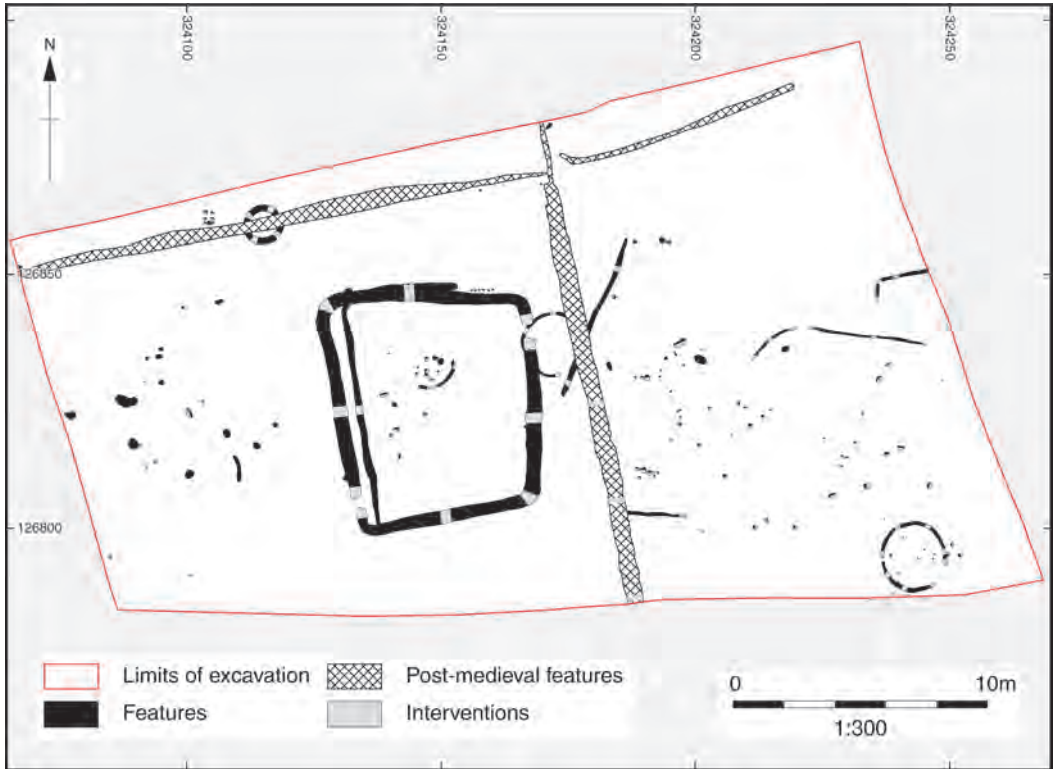 324100
324150
324200
324250
N
126850
126800
Limits of excavation
Post-medieval features
Features
Interventions
0 10m
1:300